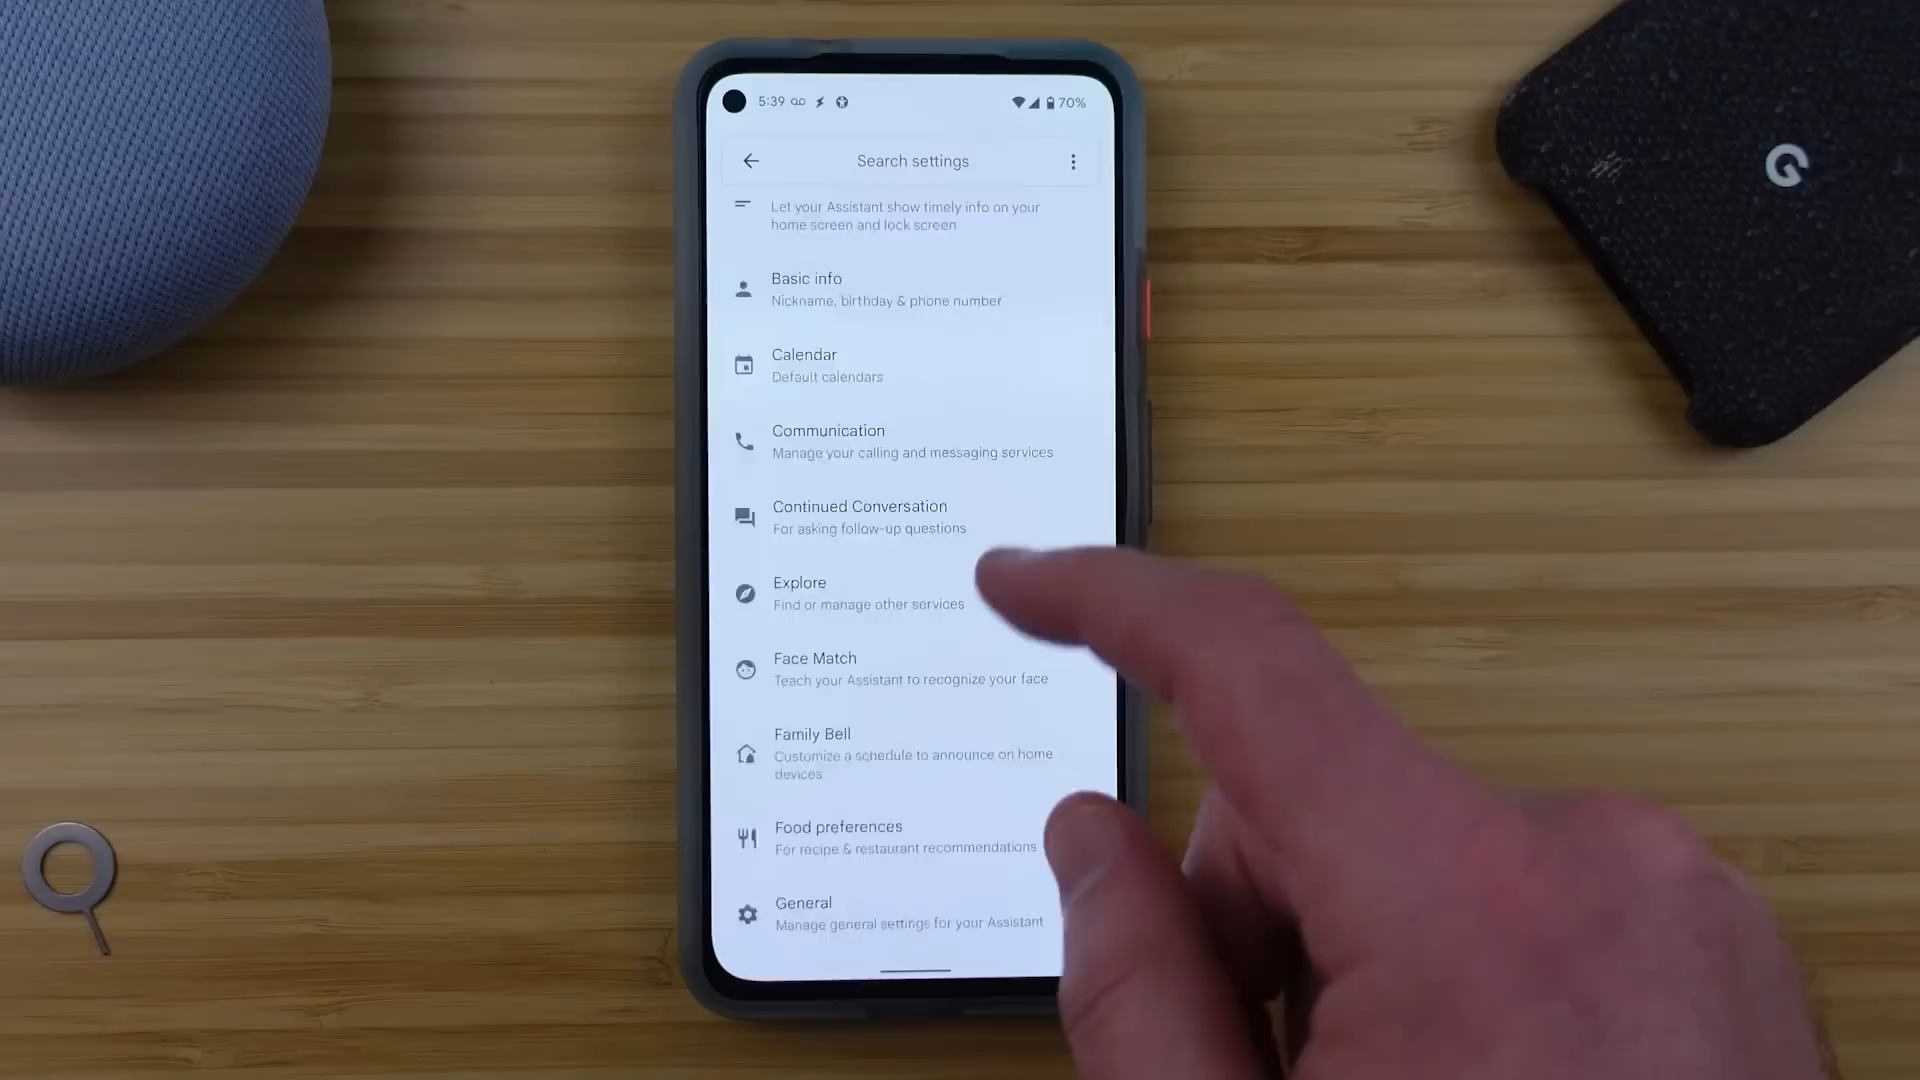 5:39
70%
Search settings
Let your Assistant show timely info on your
home screen and lock screen
Basic info
Nickname, birthday & phone number
Calendar
Default calendars
Communication
Manage your calling and messaging services
Continued Conversation
For asking follow-up questions
Explore
Find or manage other services
Face Match
Teach your Assistant to recognize your face
Family Bell
Customize a schedule to announce on home
devices
Food preferences
For recipe & restaurant recommendations
General
Manage general settings for your Assistant
G